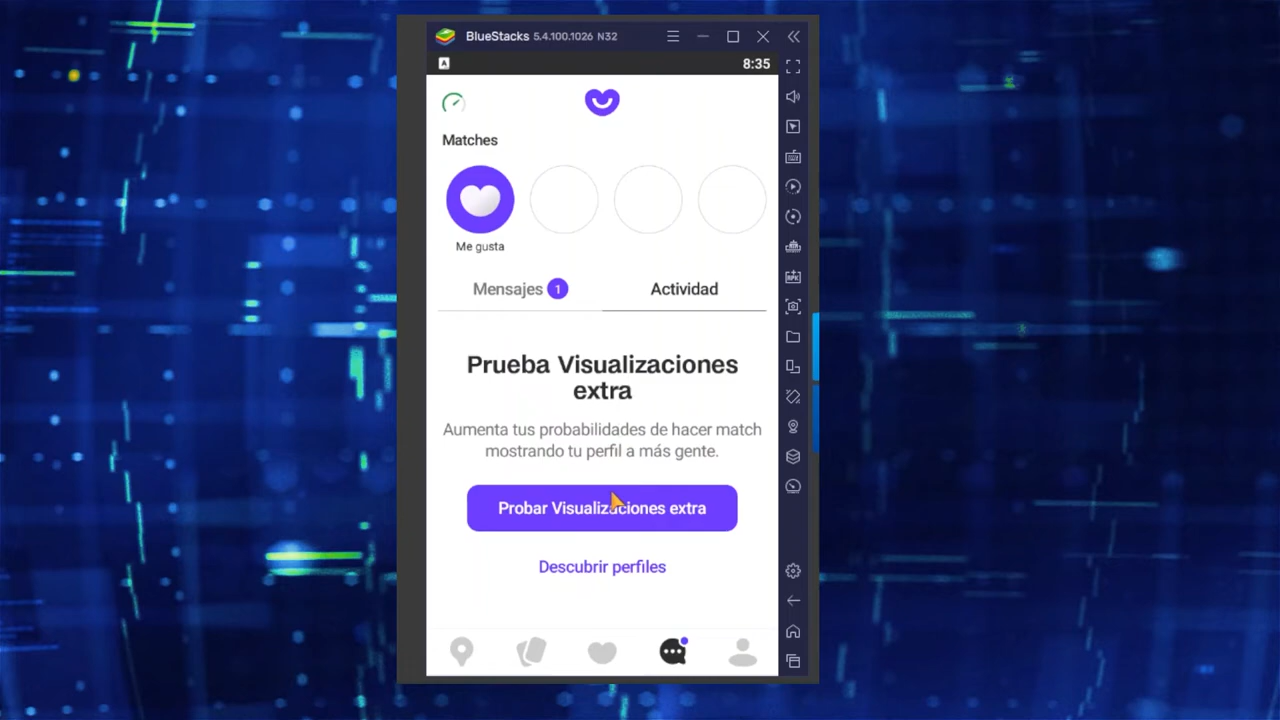 BlueStacks 5.4.100.1026 N32
A 8:35
Matches
Me gusta
Mensajes 1 Actividad
Prueba Visualizaciones
extra
Aumenta tus probabilidades de hacer match
mostrando tu perfil a más gente.
Probar Visualizaciones extra
Descubrir perfiles